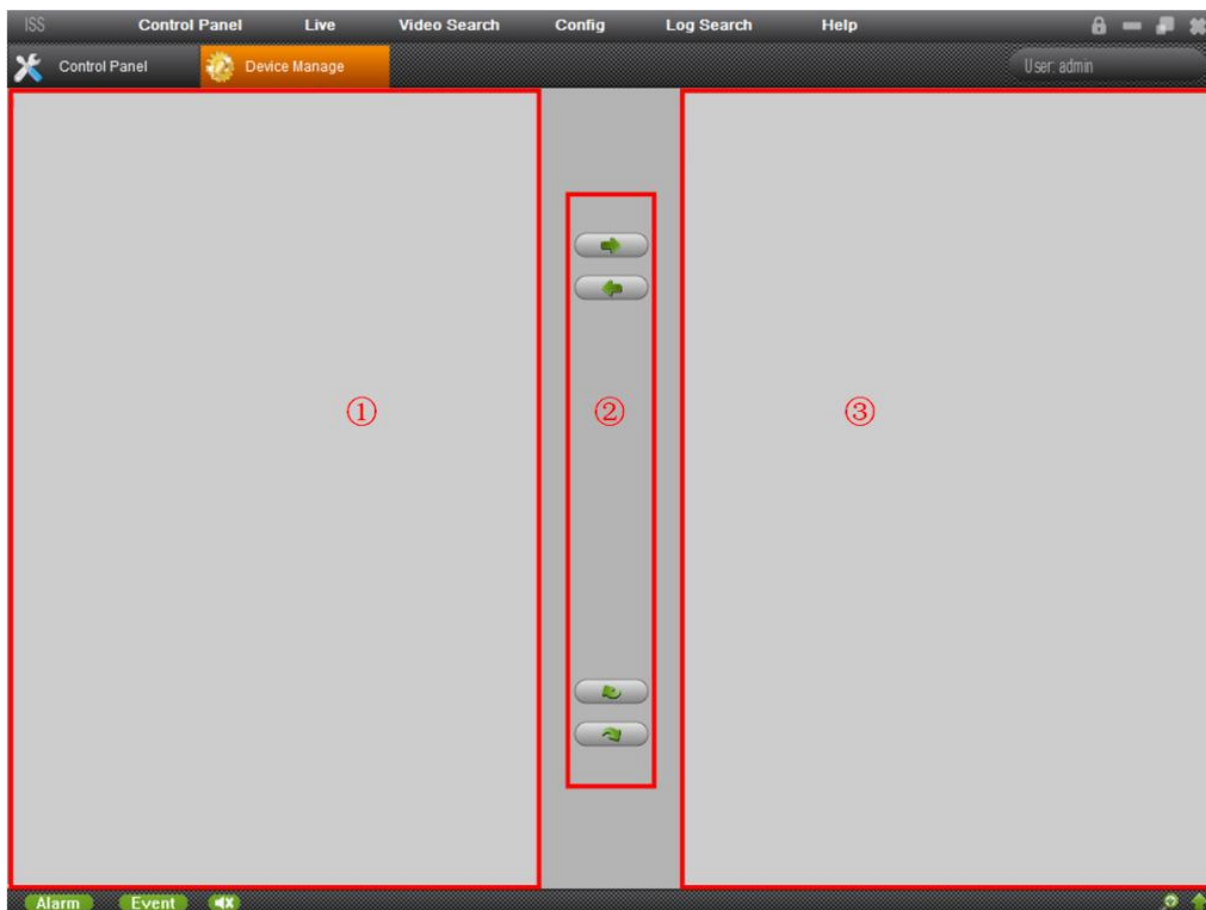 ISS Control Panel Live Video Search Config Log Search Help
Control Panel Device Manage User: admin
① ② ③
Alarm Event